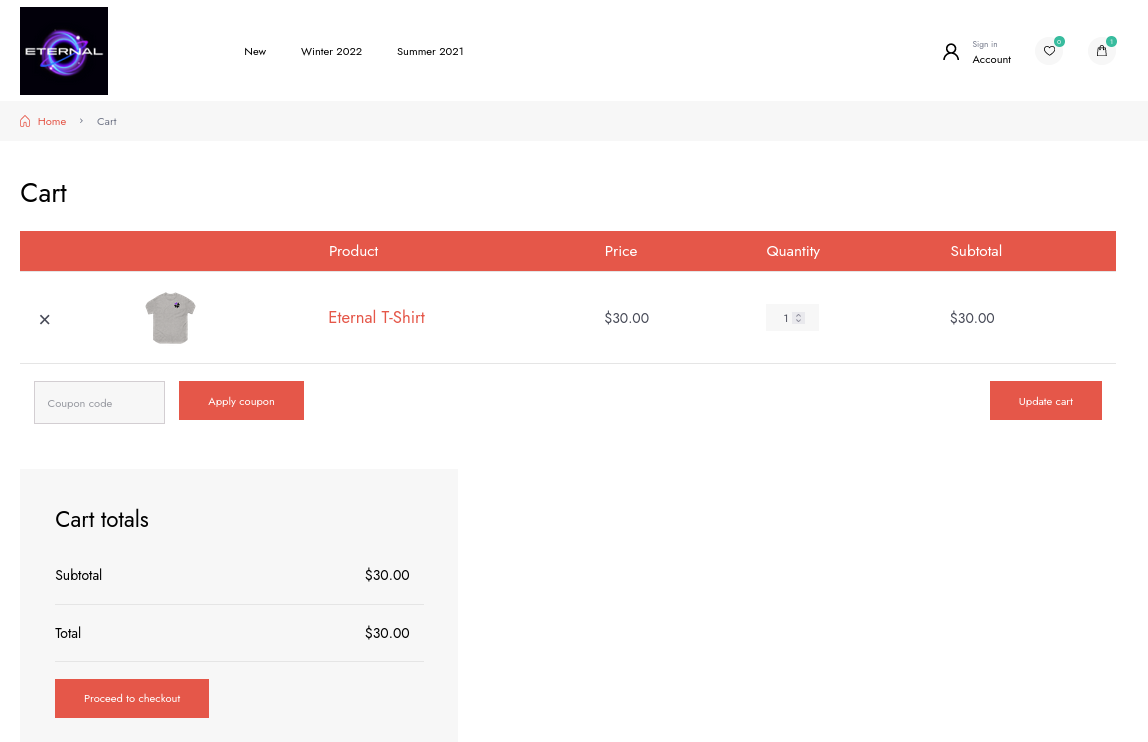 ETERNAL
New Winter 2022 Summer 2021
Sign in
Account
0
1
Home > Cart
Cart
Product Price Quantity Subtotal
× Eternal T-Shirt $30.00 1 $30.00
Coupon code Apply coupon Update cart
Cart totals
Subtotal $30.00
Total $30.00
Proceed to checkout